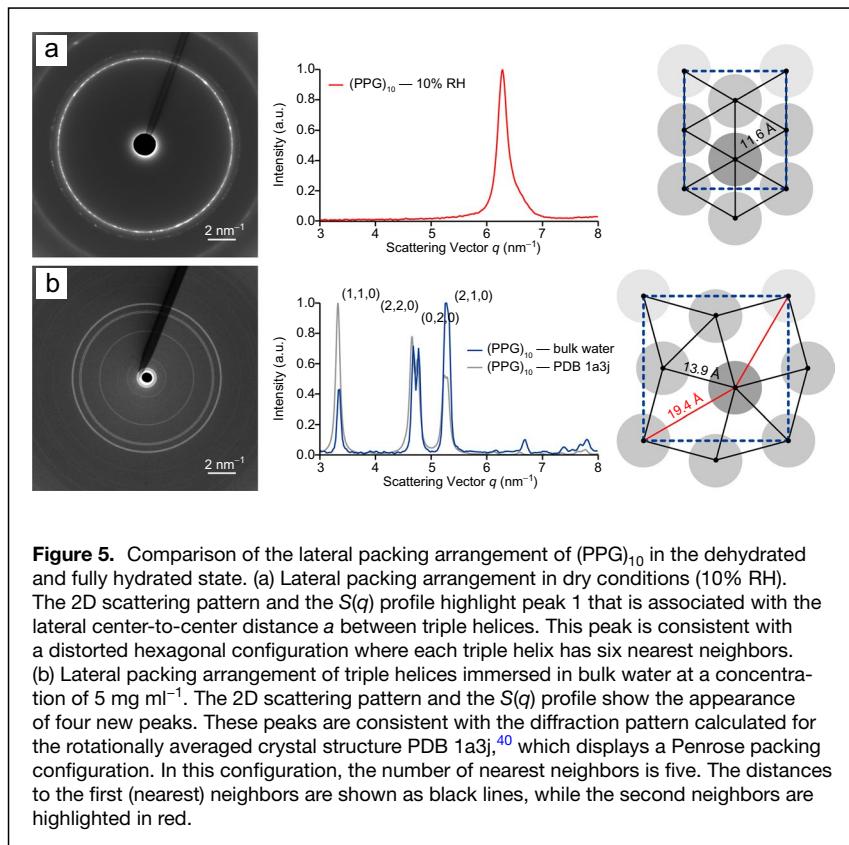 a
2 nm⁻¹
Intensity (a.u.)
1.0
0.8
0.6
0.4
0.2
0.0
3 4 5 6 7 8
Scattering Vector q (nm⁻¹)
(PPG)₁₀ — 10% RH
11.6 Å
b
2 nm⁻¹
Intensity (a.u.)
1.0
0.8
0.6
0.4
0.2
0.0
3 4 5 6 7 8
Scattering Vector q (nm⁻¹)
(1,1,0)
(2,2,0)
(0,2,0)
(2,1,0)
(PPG)₁₀ — bulk water
(PPG)₁₀ — PDB 1a3j
13.9 Å
19.4 Å
Figure 5. Comparison of the lateral packing arrangement of (PPG)₁₀ in the dehydrated
and fully hydrated state. (a) Lateral packing arrangement in dry conditions (10% RH).
The 2D scattering pattern and the S(q) profile highlight peak 1 that is associated with the
lateral center-to-center distance a between triple helices. This peak is consistent with
a distorted hexagonal configuration where each triple helix has six nearest neighbors.
(b) Lateral packing arrangement of triple helices immersed in bulk water at a concentra-
tion of 5 mg ml⁻¹. The 2D scattering pattern and the S(q) profile show the appearance
of four new peaks. These peaks are consistent with the diffraction pattern calculated for
the rotationally averaged crystal structure PDB 1a3j,⁴⁰ which displays a Penrose packing
configuration. In this configuration, the number of nearest neighbors is five. The distances
to the first (nearest) neighbors are shown as black lines, while the second neighbors are
highlighted in red.